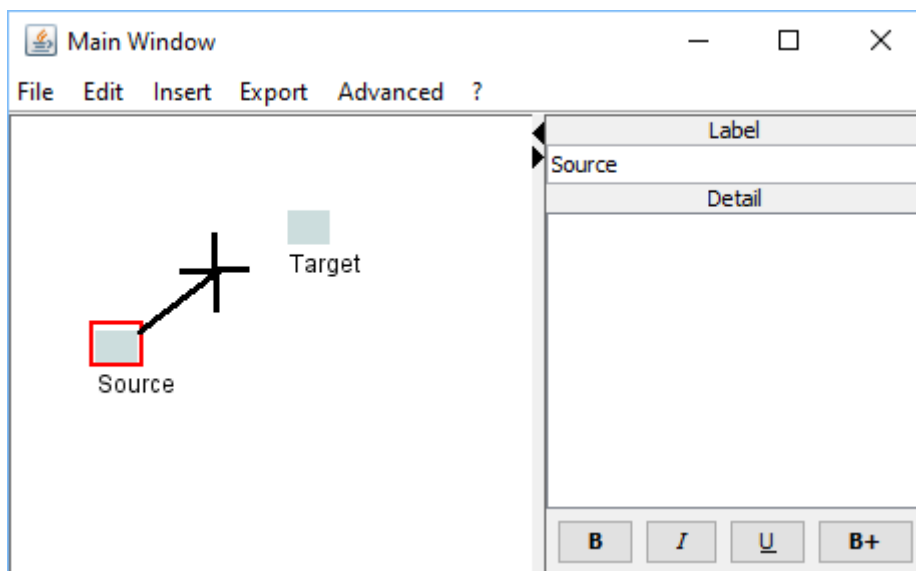 Main Window
File Edit Insert Export Advanced ?
Label
Source
Detail
Target
Source
B I U B+